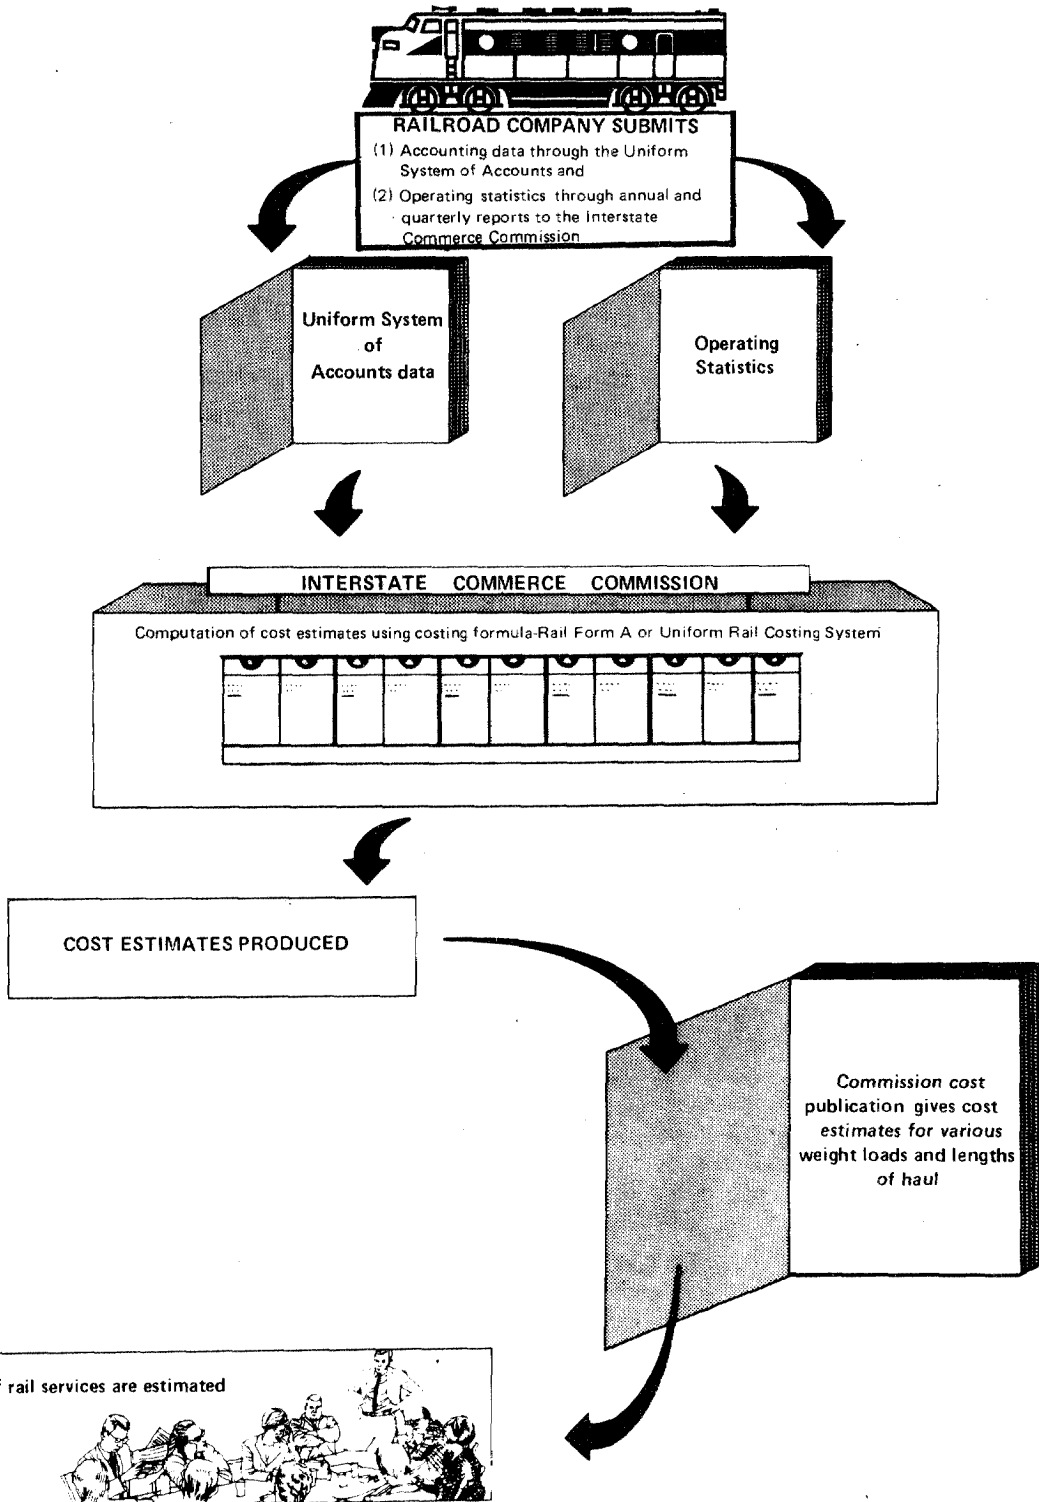 RAILROAD COMPANY SUBMITS
(1) Accounting data through the Uniform
System of Accounts and
(2) Operating statistics through annual and
quarterly reports to the Interstate
Commerce Commission
Uniform System
of
Accounts data
Operating
Statistics
INTERSTATE COMMERCE COMMISSION
Computation of cost estimates using costing formula-Rail Form A or Uniform Rail Costing System
COST ESTIMATES PRODUCED
Commission cost
publication gives cost
estimates for various
weight loads and lengths
of haul
rail services are estimated